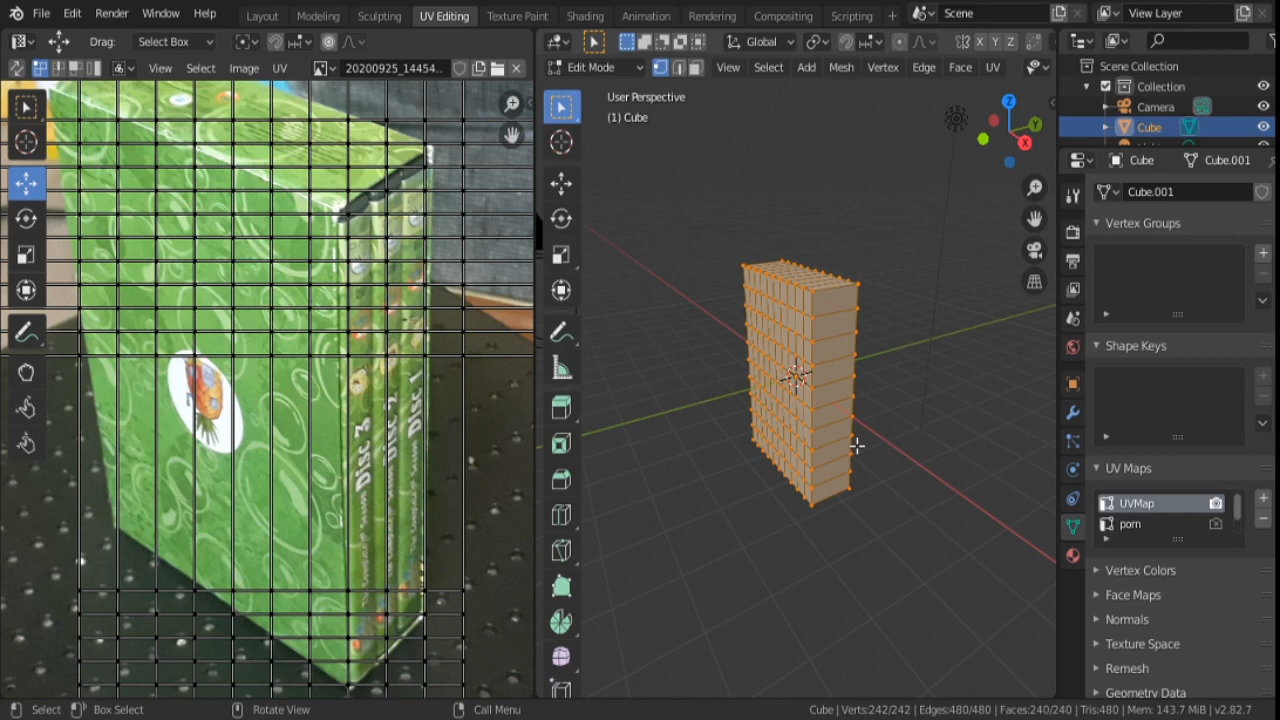 File Edit Render Window Help Layout Modeling Sculpting UV Editing Texture Paint Shading Animation Rendering Compositing Scripting + Scene View Layer
Drag: Select Box Global X Y Z
View Select Image UV 20200925_14454.. Edit Mode View Select Add Mesh Vertex Edge Face UV
Scene Collection
Collection
Camera
Cube
User Perspective
(1) Cube
Z
Y
X
Cube Cube.001
Cube.001
Vertex Groups
Shape Keys
UV Maps
UVMap
porn
Vertex Colors
Face Maps
Normals
Texture Space
Remesh
Geometry Data
Disc 3
Disc 2
Disc 1
Select Box Select Rotate View Call Menu Cube | Verts:242/242 | Edges:480/480 | Faces:240/240 | Tris:480 | Mem: 143.7 MiB | v2.82.7